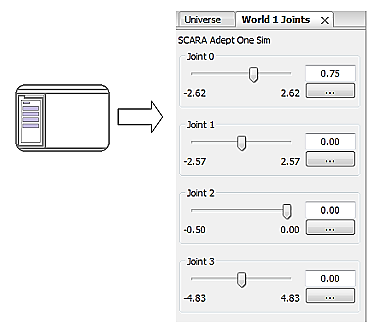 Universe World 1 Joints X
SCARA Adept One Sim
Joint 0
0.75
-2.62 2.62 ...
Joint 1
0.00
-2.57 2.57 ...
Joint 2
0.00
-0.50 0.00 ...
Joint 3
0.00
-4.83 4.83 ...